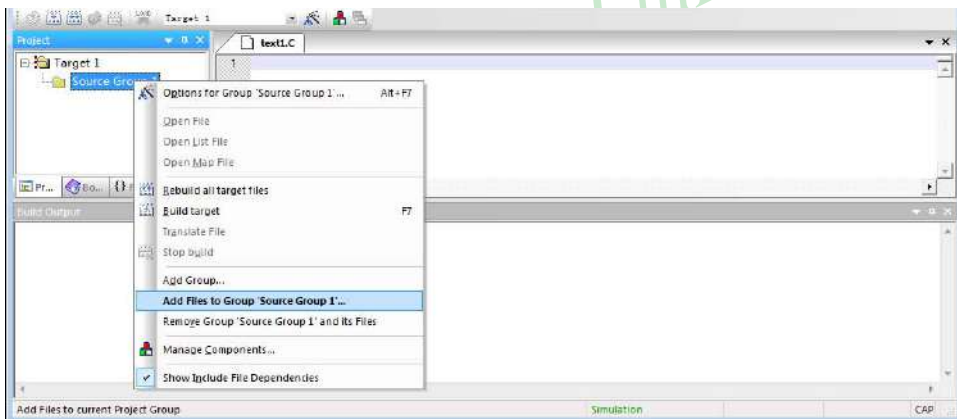 Target 1
Project
text1.C
Target 1
1
Source Group 1
Options for Group 'Source Group 1'... Alt+F7
Open File
Open List File
Open Map File
Pr... Bo... {}
Rebuild all target files
Build Output
Build target F7
Translate File
Stop build
Add Group...
Add Files to Group 'Source Group 1'...
Remove Group 'Source Group 1' and its Files
Manage Components...
Show Include File Dependencies
Add Files to current Project Group Simulation CAP